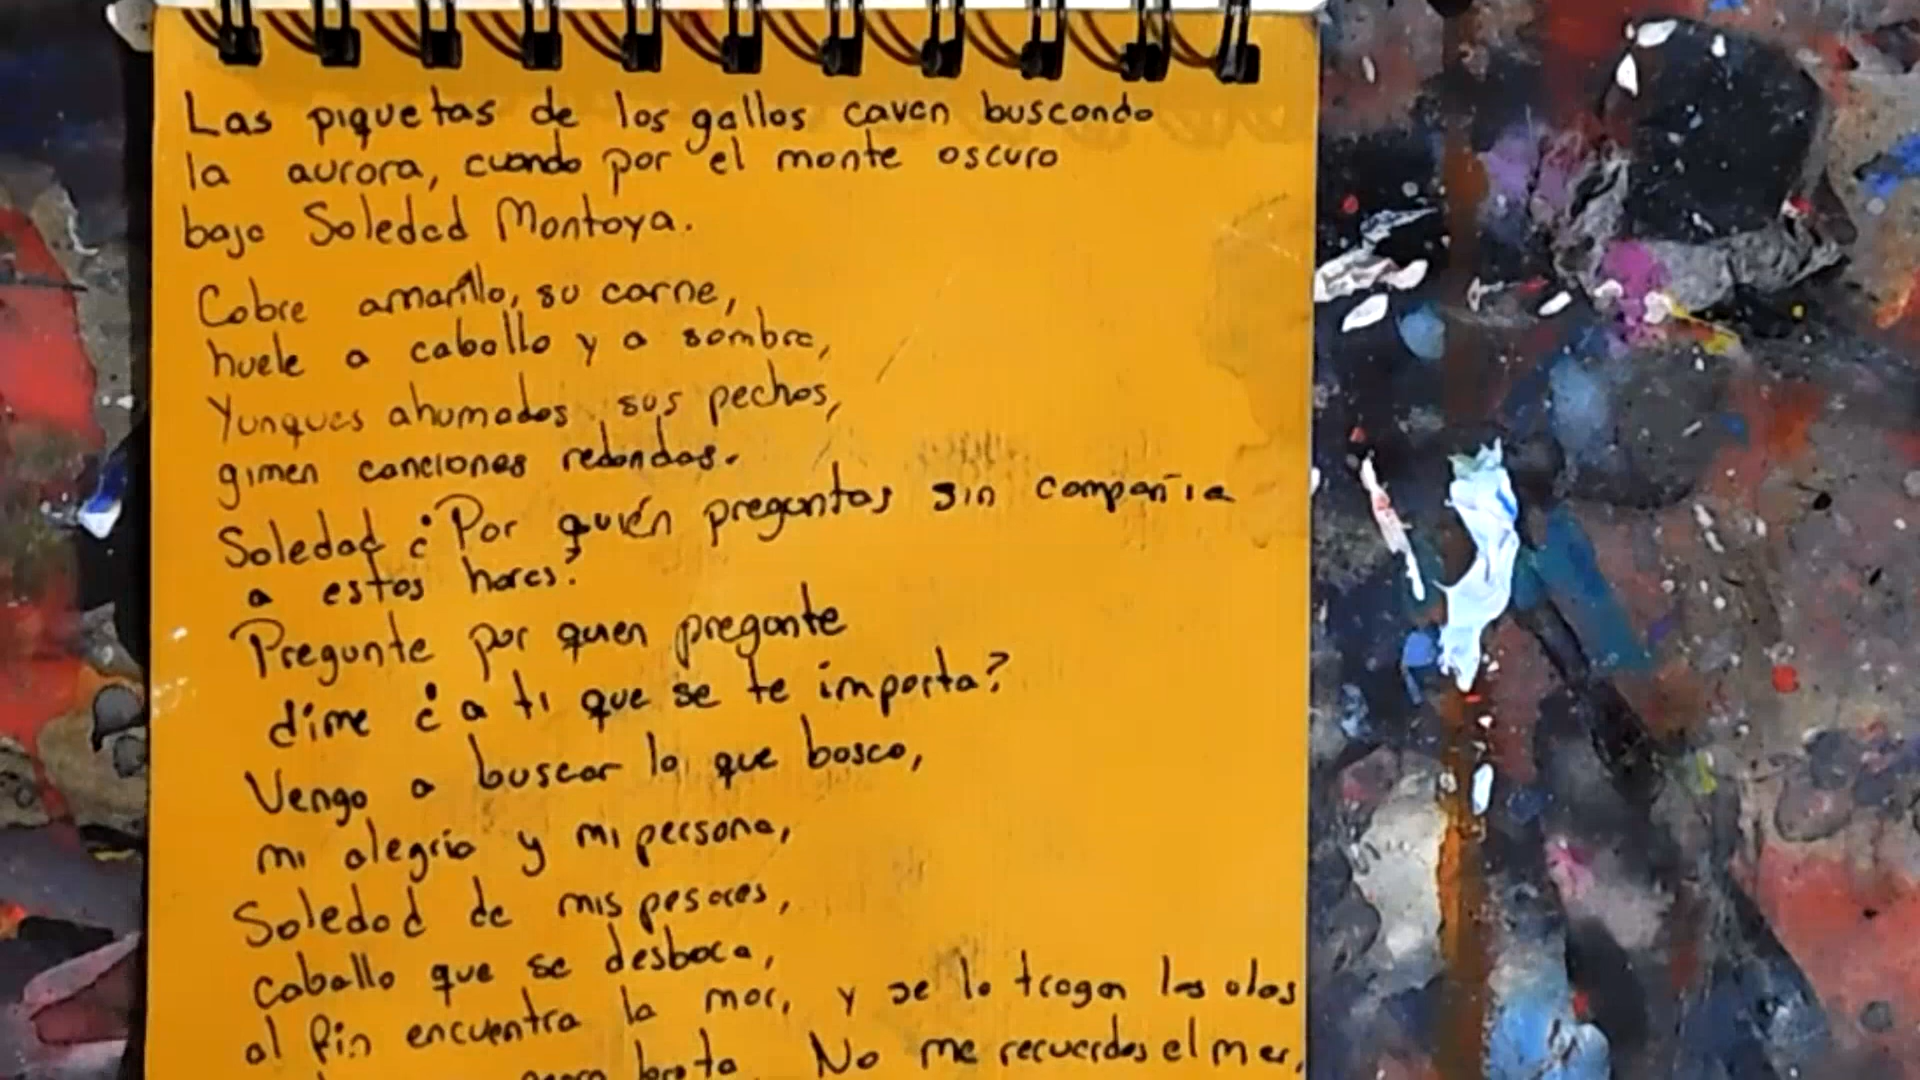 Las piquetas de los gallos caven buscando
la aurora, cuando por el monte oscuro
baja Soledad Montoya.
Cobre amarillo, su carne,
huele a caballo y a sombra,
Yunques ahumados sus pechos,
gimen canciones redondas.
Soledad ¿Por quién preguntas sin compañia
a estas horas?
Pregunte por quien pregunte
dime ¿a ti que se te importa?
Vengo a buscar lo que busco,
mi alegria y mi persona,
Soledad de mis pesares,
caballo que se desboca,
al fin encuentra la mar, y se lo tragan las olas
brota. No me recuerdes el mar,